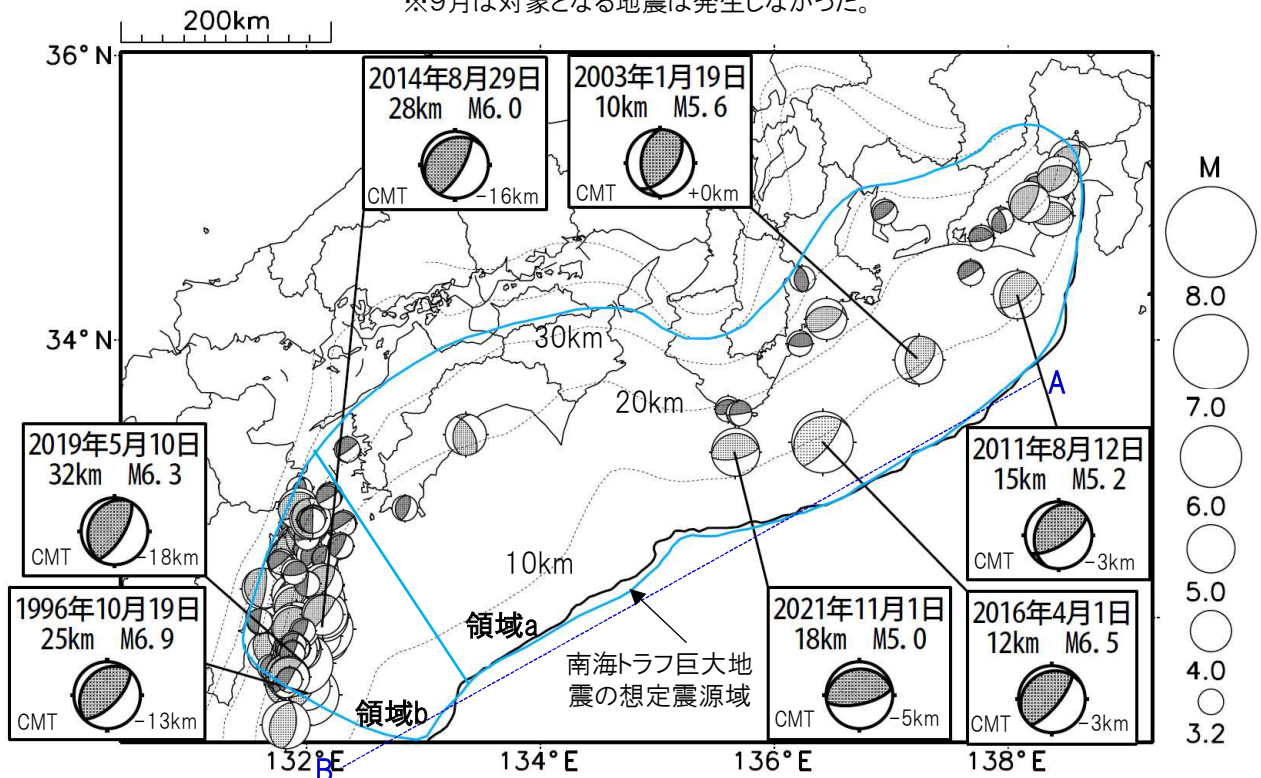 ※9月は対象となる地震は発生しなかった。
200km
36°N
34°N
2014年8月29日
28km M6.0
CMT
-16km
2003年1月19日
10km M5.6
CMT
+0km
M
8.0
7.0
6.0
5.0
4.0
3.2
30km
20km
10km
A
2019年5月10日
32km M6.3
CMT
-18km
2011年8月12日
15km M5.2
CMT
-3km
1996年10月19日
25km M6.9
CMT
-13km
領域a
領域b
南海トラフ巨大地
震の想定震源域
2021年11月1日
18km M5.0
CMT
-5km
2016年4月1日
12km M6.5
CMT
-3km
132°E
B
134°E
136°E
138°E